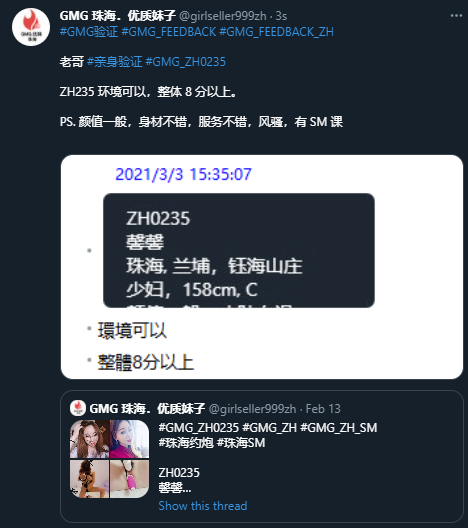 GMG 珠海．优质妹子 @girlseller999zh · 3s
#GMG验证 #GMG_FEEDBACK #GMG_FEEDBACK_ZH
老哥 #亲身验证 #GMG_ZH0235
ZH235 环境可以，整体 8 分以上。
PS. 颜值一般，身材不错，服务不错，风骚，有 SM 课
2021/3/3 15:35:07
ZH0235
馨馨
珠海, 兰埔，钰海山庄
少妇，158cm, C
環境可以
整體8分以上
GMG 珠海．优质妹子 @girlseller999zh · Feb 13
#GMG_ZH0235 #GMG_ZH #GMG_ZH_SM
#珠海约炮 #珠海SM
ZH0235
馨馨...
Show this thread